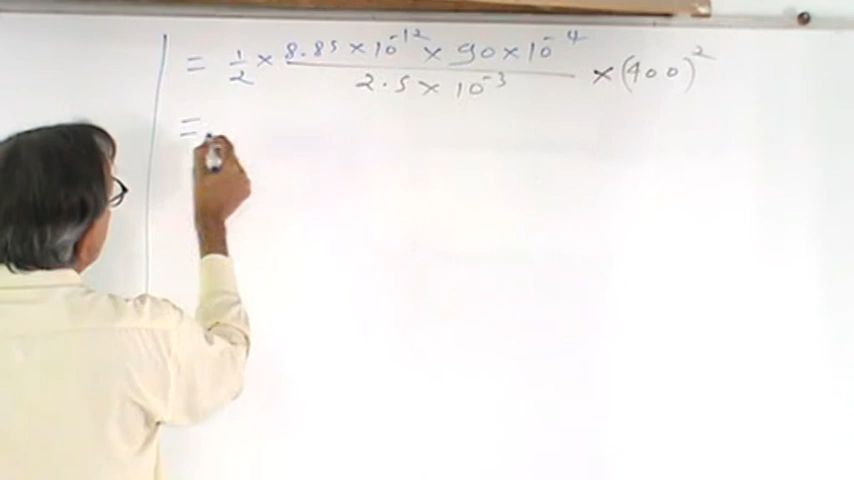 = 1/2 × 8.85 × 10⁻¹² × 90 × 10⁻⁴ / 2.5 × 10⁻³ × (400)²
=